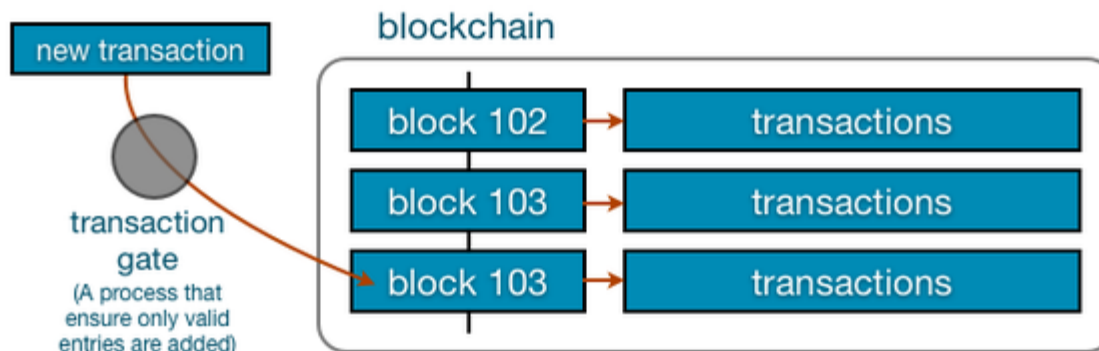 blockchain
new transaction
block 102
transactions
block 103
transactions
block 103
transactions
transaction
gate
(A process that
ensure only valid
entries are added)